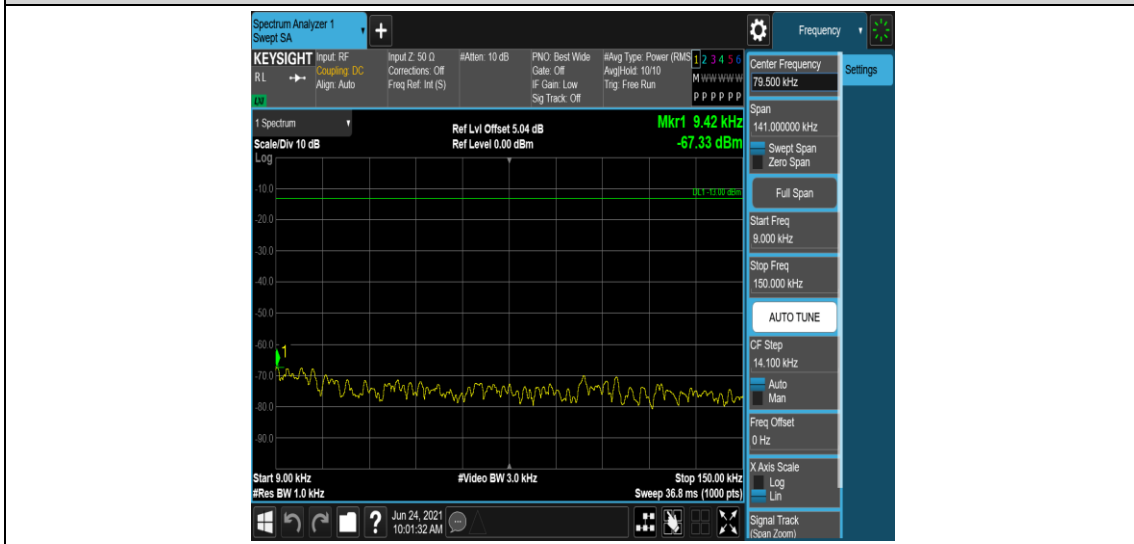 Spectrum Analyzer 1
Swept SA
+
Frequency
KEYSIGHT
RL
LXI
Input: RF
Coupling: DC
Align: Auto
Input Z: 50 Ω
Corrections: Off
Freq Ref: Int (S)
#Atten: 10 dB
PNO: Best Wide
Gate: Off
IF Gain: Low
Sig Track: Off
#Avg Type: Power (RMS
Avg|Hold: 10/10
Trig: Free Run
1 2 3 4 5 6
M W W W W W
P P P P P P
Center Frequency
79.500 kHz
Settings
Span
141.000000 kHz
Swept Span
Zero Span
Full Span
Start Freq
9.000 kHz
Stop Freq
150.000 kHz
AUTO TUNE
CF Step
14.100 kHz
Auto
Man
Freq Offset
0 Hz
X Axis Scale
Log
Lin
Signal Track
(Span Zoom)
1 Spectrum
Scale/Div 10 dB
Ref Lvl Offset 5.04 dB
Ref Level 0.00 dBm
Mkr1 9.42 kHz
-67.33 dBm
Log
-10.0
DL1 -13.00 dBm
-20.0
-30.0
-40.0
-50.0
-60.0
1
-70.0
-80.0
-90.0
Start 9.00 kHz
#Video BW 3.0 kHz
Stop 150.00 kHz
#Res BW 1.0 kHz
Sweep 36.8 ms (1000 pts)
?
Jun 24, 2021
10:01:32 AM